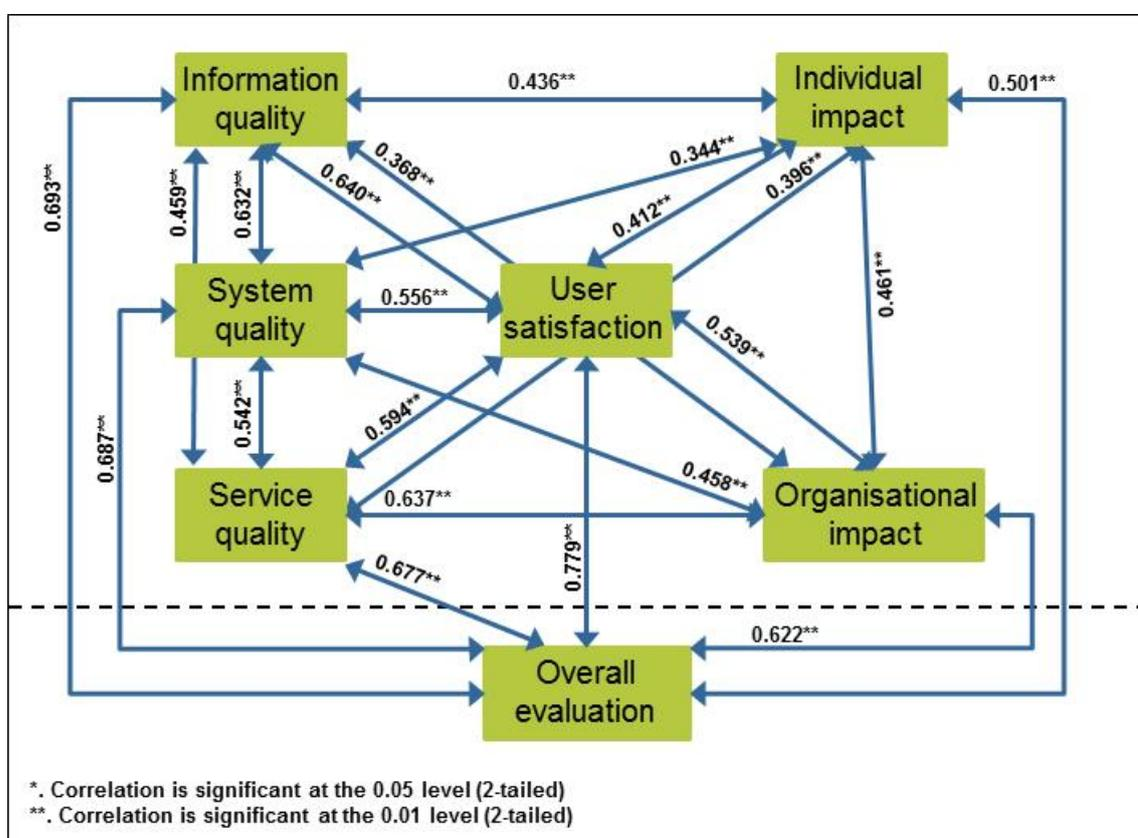 Information
quality
Individual
impact
0.436**
0.501**
0.693**
0.459**
0.632**
0.640**
0.368**
0.344**
0.412**
0.396**
0.461**
System
quality
0.556**
User
satisfaction
0.539**
0.687**
0.542**
0.594**
0.458**
Service
quality
0.637**
Organisational
impact
0.677**
0.779**
0.622**
Overall
evaluation
*. Correlation is significant at the 0.05 level (2-tailed)
**. Correlation is significant at the 0.01 level (2-tailed)